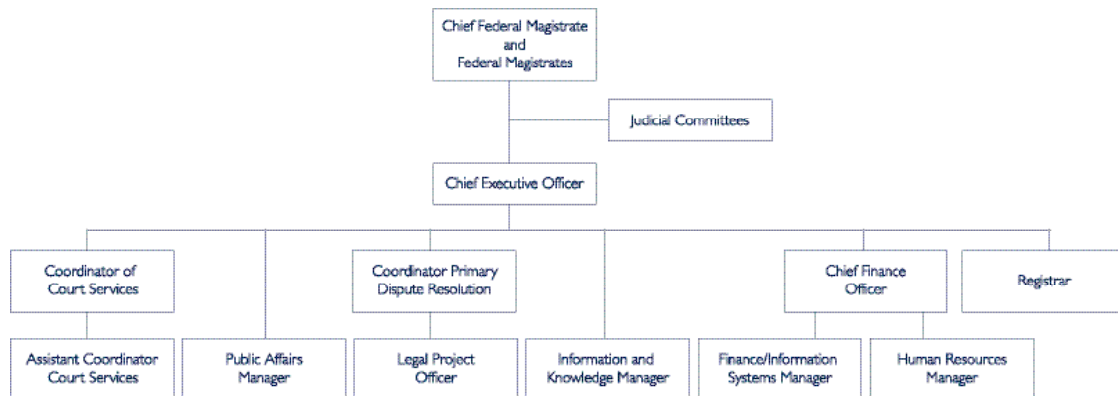 Chief Federal Magistrate
and
Federal Magistrates
Judicial Committees
Chief Executive Officer
Coordinator of
Court Services
Coordinator Primary
Dispute Resolution
Chief Finance
Officer
Registrar
Assistant Coordinator
Court Services
Public Affairs
Manager
Legal Project
Officer
Information and
Knowledge Manager
Finance/Information
Systems Manager
Human Resources
Manager